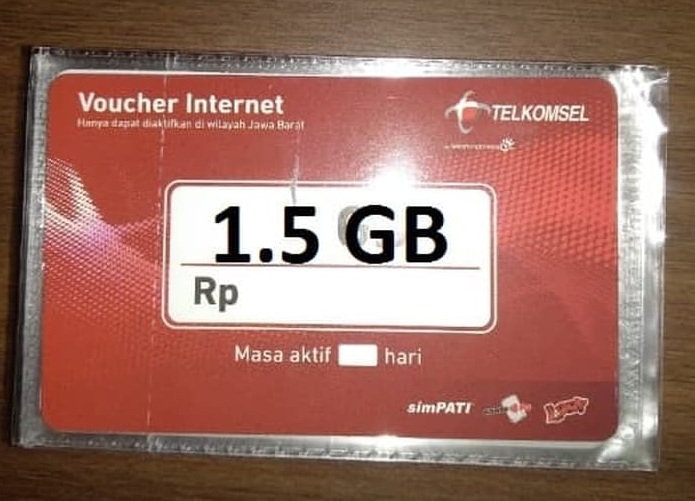 Voucher Internet
Hanya dapat diaktifkan di wilayah Jawa Barat
TELKOMSEL
1.5 GB
Rp
Masa aktif hari
simPATI